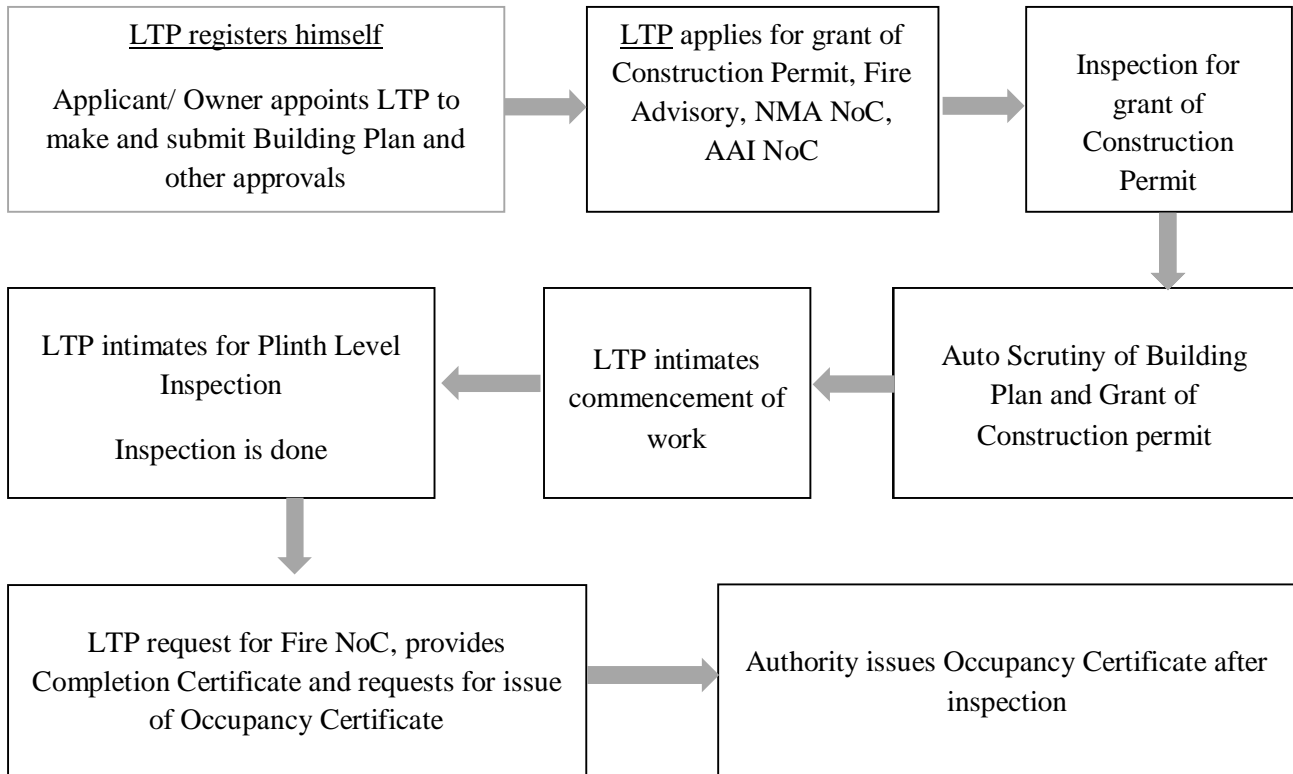 LTP registers himself
Applicant/ Owner appoints LTP to
make and submit Building Plan and
other approvals
LTP applies for grant of
Construction Permit, Fire
Advisory, NMA NoC,
AAI NoC
Inspection for
grant of
Construction
Permit
Auto Scrutiny of Building
Plan and Grant of
Construction permit
LTP intimates
commencement of
work
LTP intimates for Plinth Level
Inspection
Inspection is done
LTP request for Fire NoC, provides
Completion Certificate and requests for issue
of Occupancy Certificate
Authority issues Occupancy Certificate after
inspection